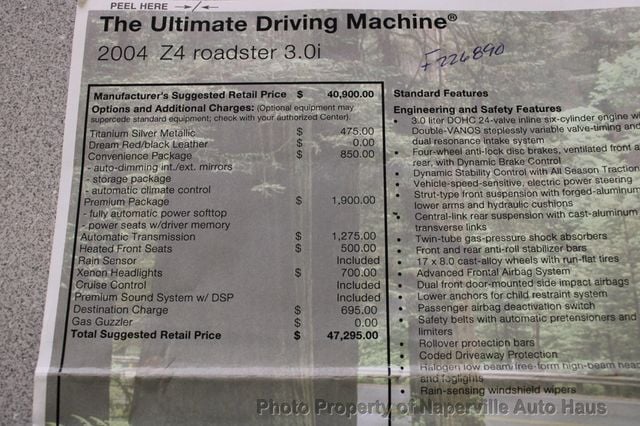 PEEL HERE
The Ultimate Driving Machine®
2004 Z4 roadster 3.0i
F226890
Manufacturer's Suggested Retail Price $ 40,900.00
Options and Additional Charges: (Optional equipment may
supercede standard equipment; check with your authorized Center).
Titanium Silver Metallic $ 475.00
Dream Red/black Leather $ 0.00
Convenience Package $ 850.00
- auto-dimming int./ext. mirrors
- storage package
- automatic climate control
Premium Package $ 1,900.00
- fully automatic power softtop
- power seats w/driver memory
Automatic Transmission $ 1,275.00
Heated Front Seats $ 500.00
Rain Sensor Included
Xenon Headlights $ 700.00
Cruise Control Included
Premium Sound System w/ DSP Included
Destination Charge $ 695.00
Gas Guzzler $ 0.00
Total Suggested Retail Price $ 47,295.00
Standard Features
Engineering and Safety Features
• 3.0 liter DOHC 24-valve inline six-cylinder engine wi
Double-VANOS steplessly variable valve-timing and
dual resonance intake system
• Four-wheel anti-lock disc brakes, ventilated front a
rear, with Dynamic Brake Control
• Dynamic Stability Control with All Season Traction
• Vehicle-speed-sensitive, electric power steering
• Strut-type front suspension with forged-aluminum
lower arms and hydraulic cushions
• Central-link rear suspension with cast-aluminum
transverse links
• Twin-tube gas-pressure shock absorbers
• Front and rear anti-roll stabilizer bars
• 17 x 8.0 cast-alloy wheels with run-flat tires
• Advanced Frontal Airbag System
• Dual front door-mounted side impact airbags
• Lower anchors for child restraint system
• Passenger airbag deactivation switch
• Safety belts with automatic pretensioners and
limiters
• Rollover protection bars
• Coded Driveaway Protection
• Halogen low beam/free-form high-beam head
and foglights
• Rain-sensing windshield wipers
Photo Property of Naperville Auto Haus